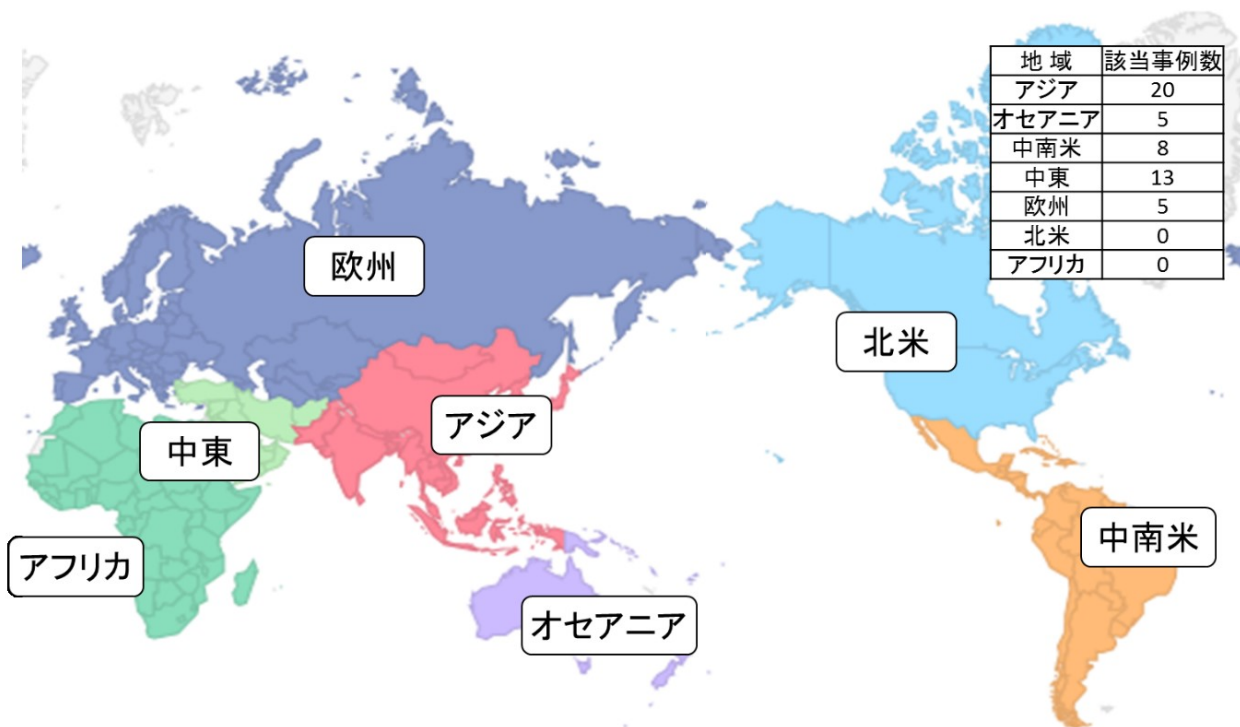 地 域 該当事例数
アジア 20
オセアニア 5
中南米 8
中東 13
欧州 5
北米 0
アフリカ 0
欧州
北米
アジア
中東
中南米
アフリカ
オセアニア